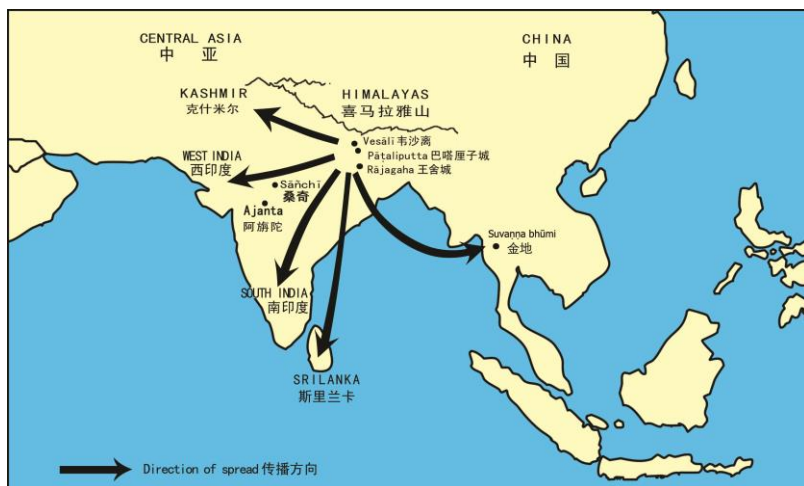 CENTRAL ASIA
中 亚
CHINA
中 国
KASHMIR
克什米尔
HIMALAYAS
喜马拉雅山
Vesālī 韦沙离
Pāṭaliputta 巴嗒厘子城
Rājagaha 王舍城
WEST INDIA
西印度
Sāñchī
桑奇
Ajanta
阿旃陀
Suvaṇṇa bhūmi
金地
SOUTH INDIA
南印度
SRILANKA
斯里兰卡
Direction of spread 传播方向